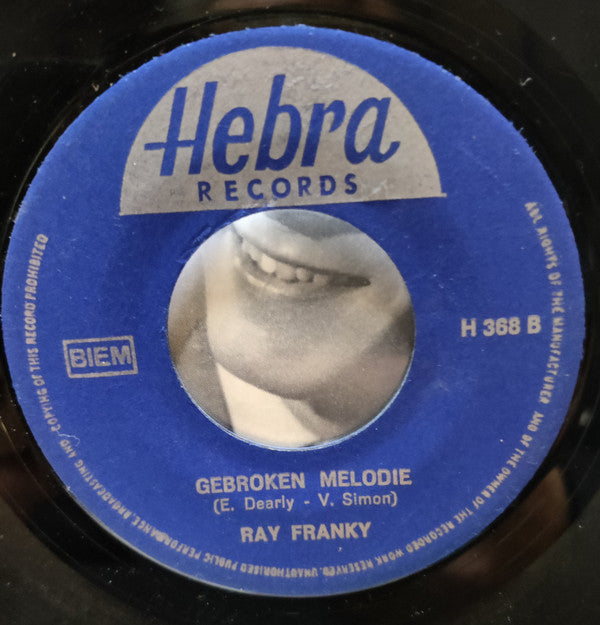 Hebra
RECORDS
BIEM
H 368 B
GEBROKEN MELODIE
(E. Dearly - V. Simon)
RAY FRANKY
ALL RIGHTS OF THE MANUFACTURER AND OF THE OWNER OF THE RECORDED WORK RESERVED. UNAUTHORISED PUBLIC PERFORMANCE, BROADCASTING AND COPYING OF THIS RECORD PROHIBITED